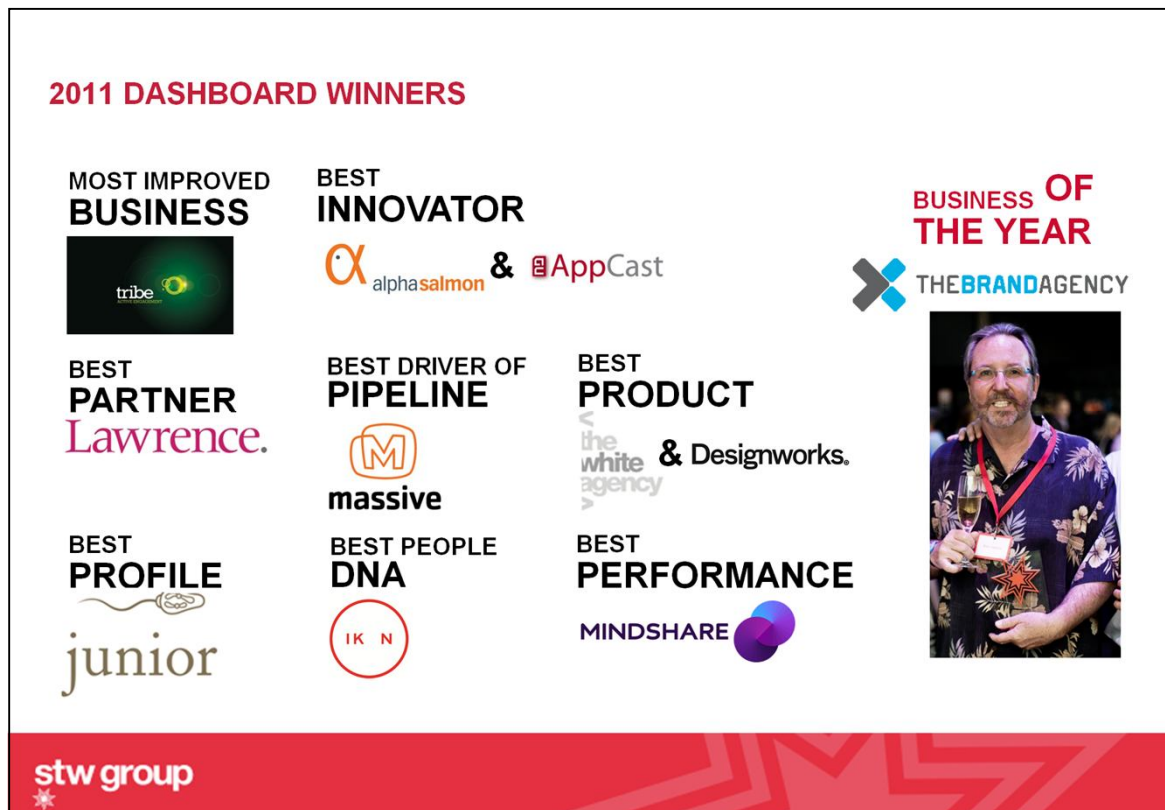 2011 DASHBOARD WINNERS
MOST IMPROVED
BUSINESS
tribe
ACTIVE ENGAGEMENT
BEST
INNOVATOR
alphasalmon & AppCast
BUSINESS OF
THE YEAR
THEBRANDAGENCY
BEST
PARTNER
Lawrence.
BEST DRIVER OF
PIPELINE
M
massive
BEST
PRODUCT
the
white
agency
& Designworks.
BEST
PROFILE
junior
BEST PEOPLE
DNA
IK N
BEST
PERFORMANCE
MINDSHARE
stw group